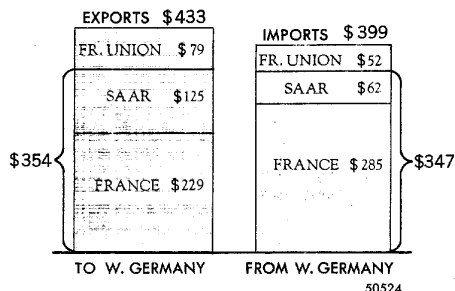 EXPORTS $433
FR. UNION $79
SAAR $125
$354
FRANCE $229
TO W. GERMANY
IMPORTS $399
FR. UNION $52
SAAR $62
FRANCE $285
$347
FROM W. GERMANY
50524